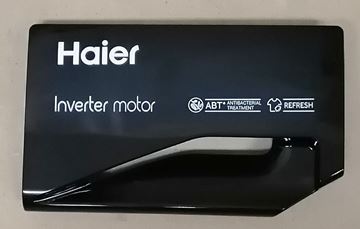 Haier
Inverter motor
ABT® ANTIBACTERIAL TREATMENT
REFRESH